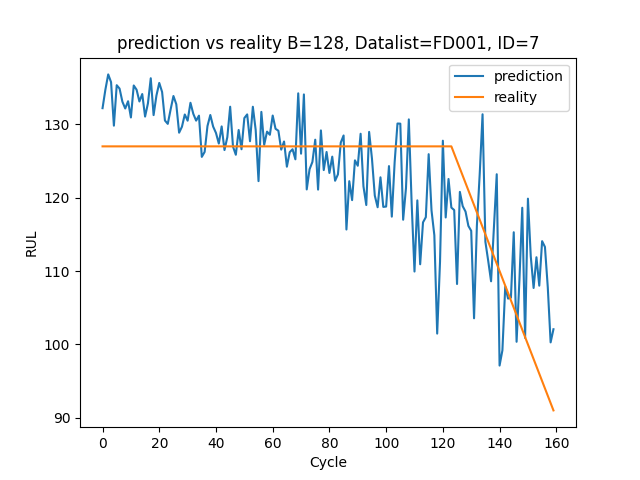 prediction vs reality B=128, Datalist=FD001, ID=7
prediction
reality
RUL
130
120
110
100
90
0 20 40 60 80 100 120 140 160
Cycle